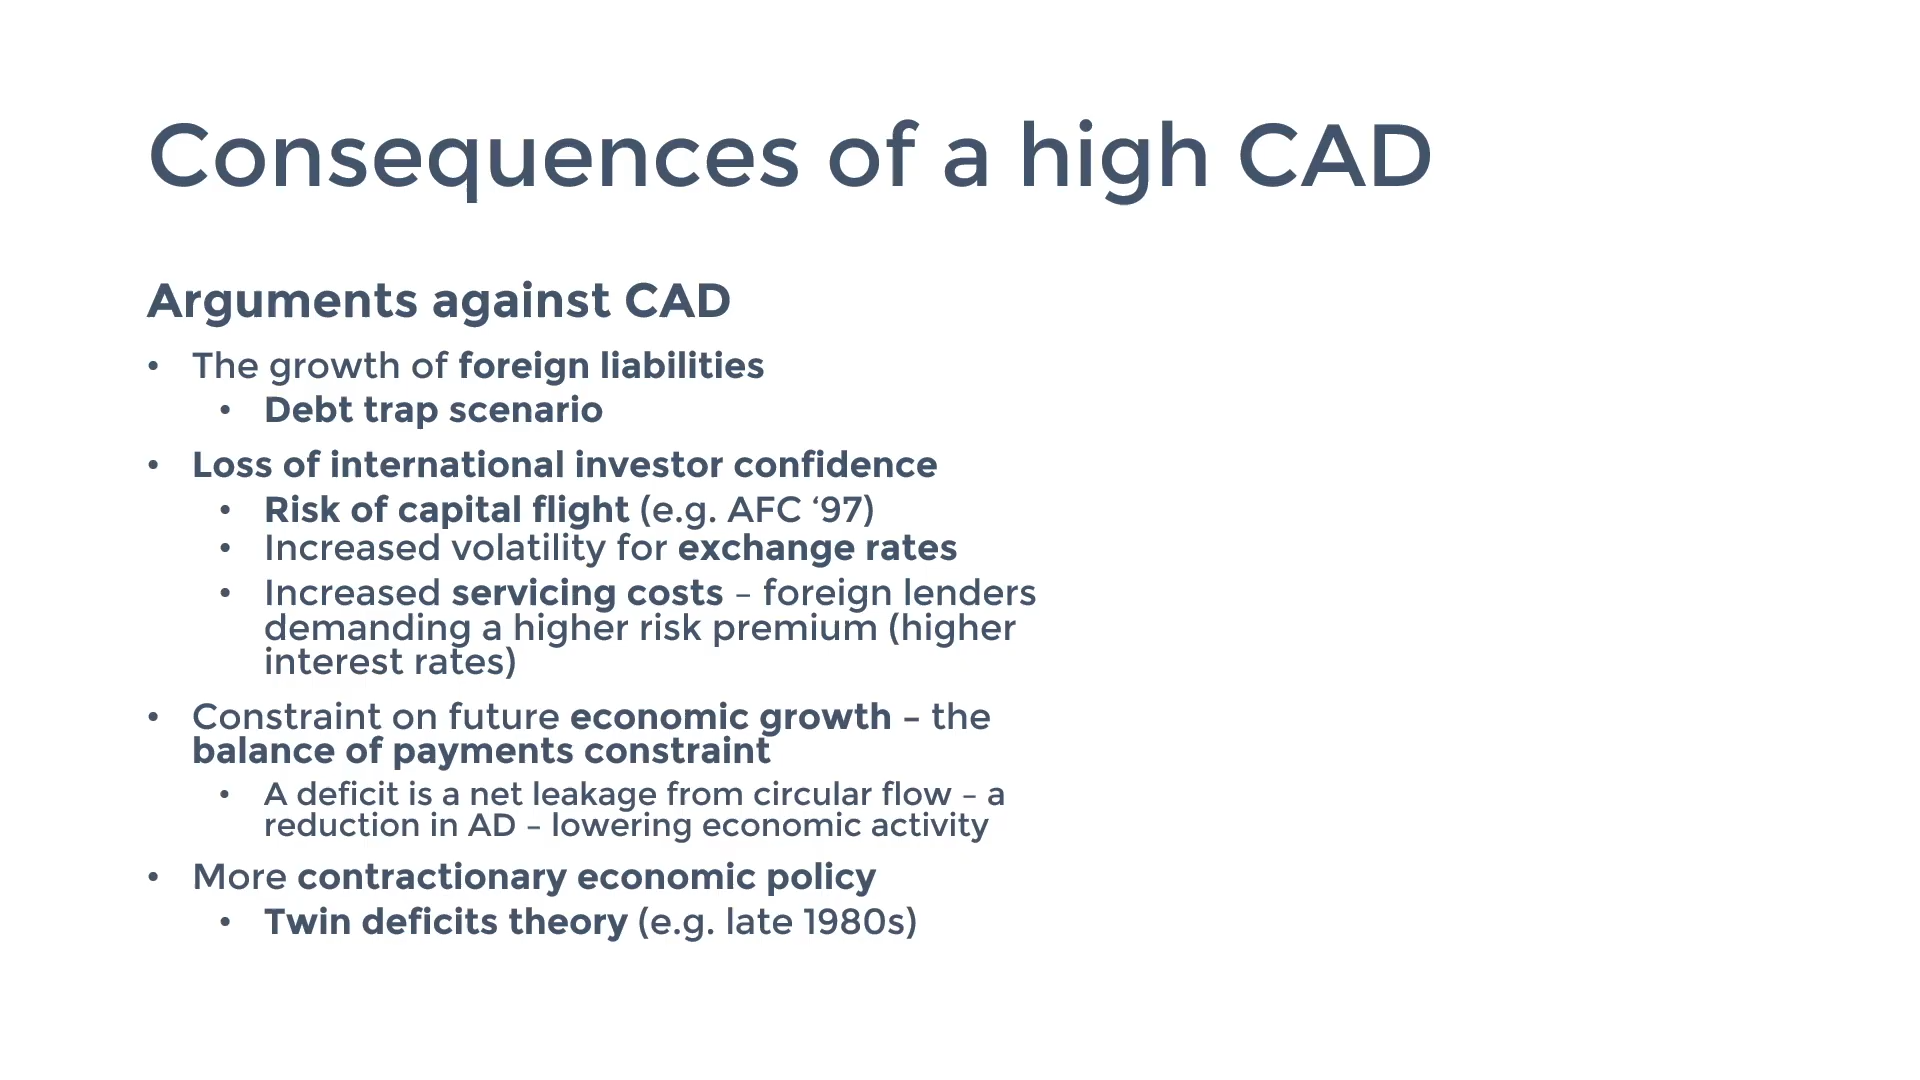 Consequences of a high CAD
Arguments against CAD
• The growth of foreign liabilities
• Debt trap scenario
• Loss of international investor confidence
• Risk of capital flight (e.g. AFC ‘97)
• Increased volatility for exchange rates
• Increased servicing costs – foreign lenders
demanding a higher risk premium (higher
interest rates)
• Constraint on future economic growth – the
balance of payments constraint
• A deficit is a net leakage from circular flow – a
reduction in AD – lowering economic activity
• More contractionary economic policy
• Twin deficits theory (e.g. late 1980s)